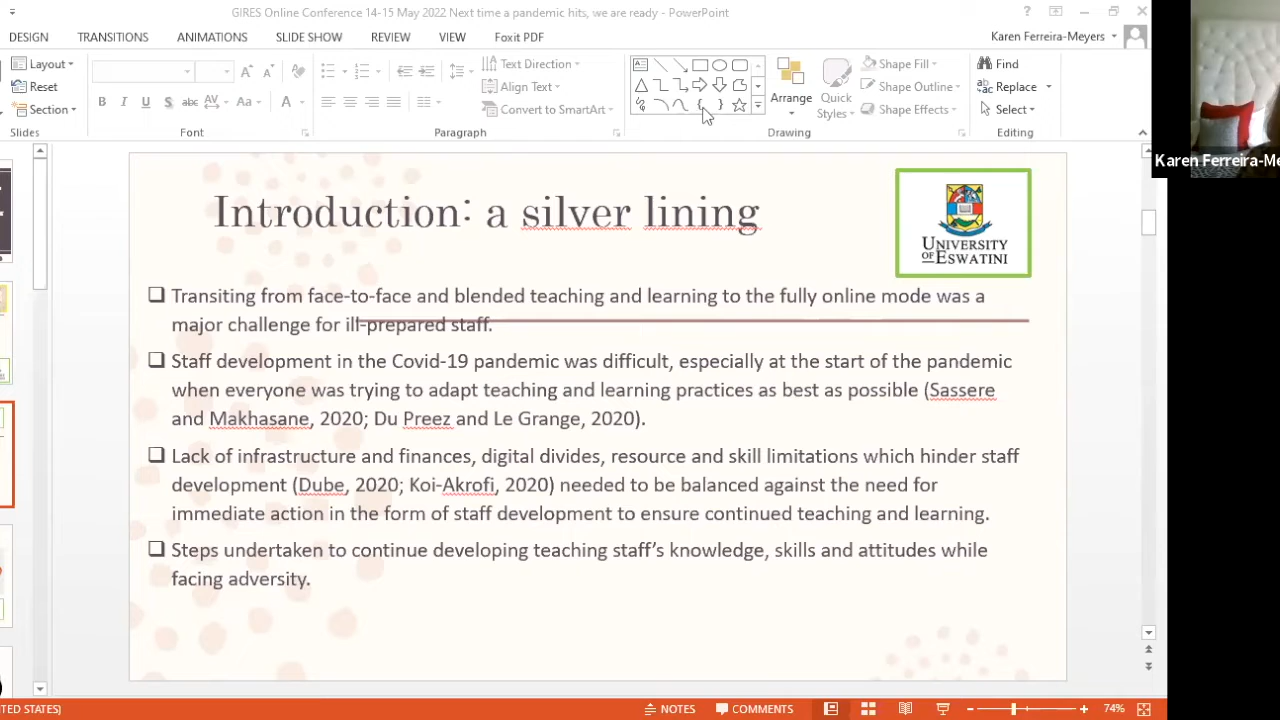 GIRES Online Conference 14-15 May 2022 Next time a pandemic hits, we are ready - PowerPoint
?
DESIGN TRANSITIONS ANIMATIONS SLIDE SHOW REVIEW VIEW Foxit PDF
Karen Ferreira-Meyers
Layout
Reset
Section
Slides
B I U S abc AV Aa A
Font
Text Direction
Align Text
Convert to SmartArt
Paragraph
Arrange
Quick
Styles
Shape Fill
Shape Outline
Shape Effects
Drawing
Find
Replace
Select
Editing
Karen Ferreira-Me
Introduction: a silver lining
UNIVERSITY
OF ESWATINI
Transiting from face-to-face and blended teaching and learning to the fully online mode was a
major challenge for ill-prepared staff.
Staff development in the Covid-19 pandemic was difficult, especially at the start of the pandemic
when everyone was trying to adapt teaching and learning practices as best as possible (Sassere
and Makhasane, 2020; Du Preez and Le Grange, 2020).
Lack of infrastructure and finances, digital divides, resource and skill limitations which hinder staff
development (Dube, 2020; Koi-Akrofi, 2020) needed to be balanced against the need for
immediate action in the form of staff development to ensure continued teaching and learning.
Steps undertaken to continue developing teaching staff's knowledge, skills and attitudes while
facing adversity.
TED STATES) NOTES COMMENTS 74%